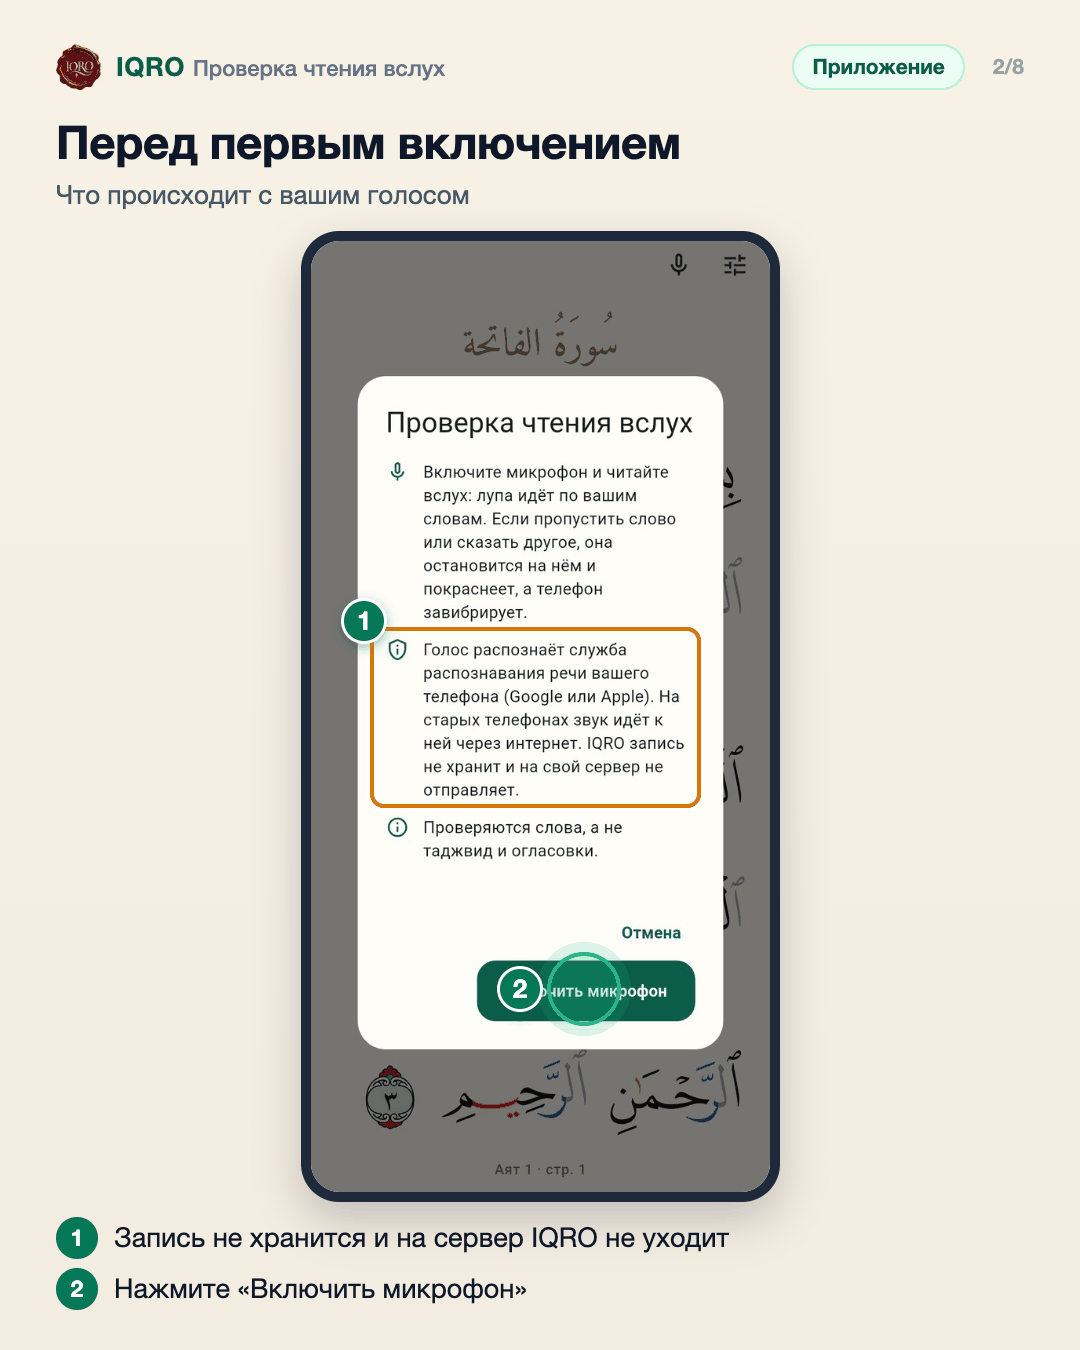 IQRO
IQRO Проверка чтения вслух
Приложение
2/8
Перед первым включением
Что происходит с вашим голосом
سُورَةُ الفَاتِحَة
Проверка чтения вслух
Включите микрофон и читайте
вслух: лупа идёт по вашим
словам. Если пропустить слово
или сказать другое, она
остановится на нём и
покраснеет, а телефон
завибрирует.
1
Голос распознаёт служба
распознавания речи вашего
телефона (Google или Apple). На
старых телефонах звук идёт к
ней через интернет. IQRO запись
не хранит и на свой сервер не
отправляет.
Проверяются слова, а не
таджвид и огласовки.
Отмена
2
микрофон
ٱلرَّحْمَٰنِ ٱلرَّحِيمِ ٣
Аят 1 · стр. 1
1 Запись не хранится и на сервер IQRO не уходит
2 Нажмите «Включить микрофон»